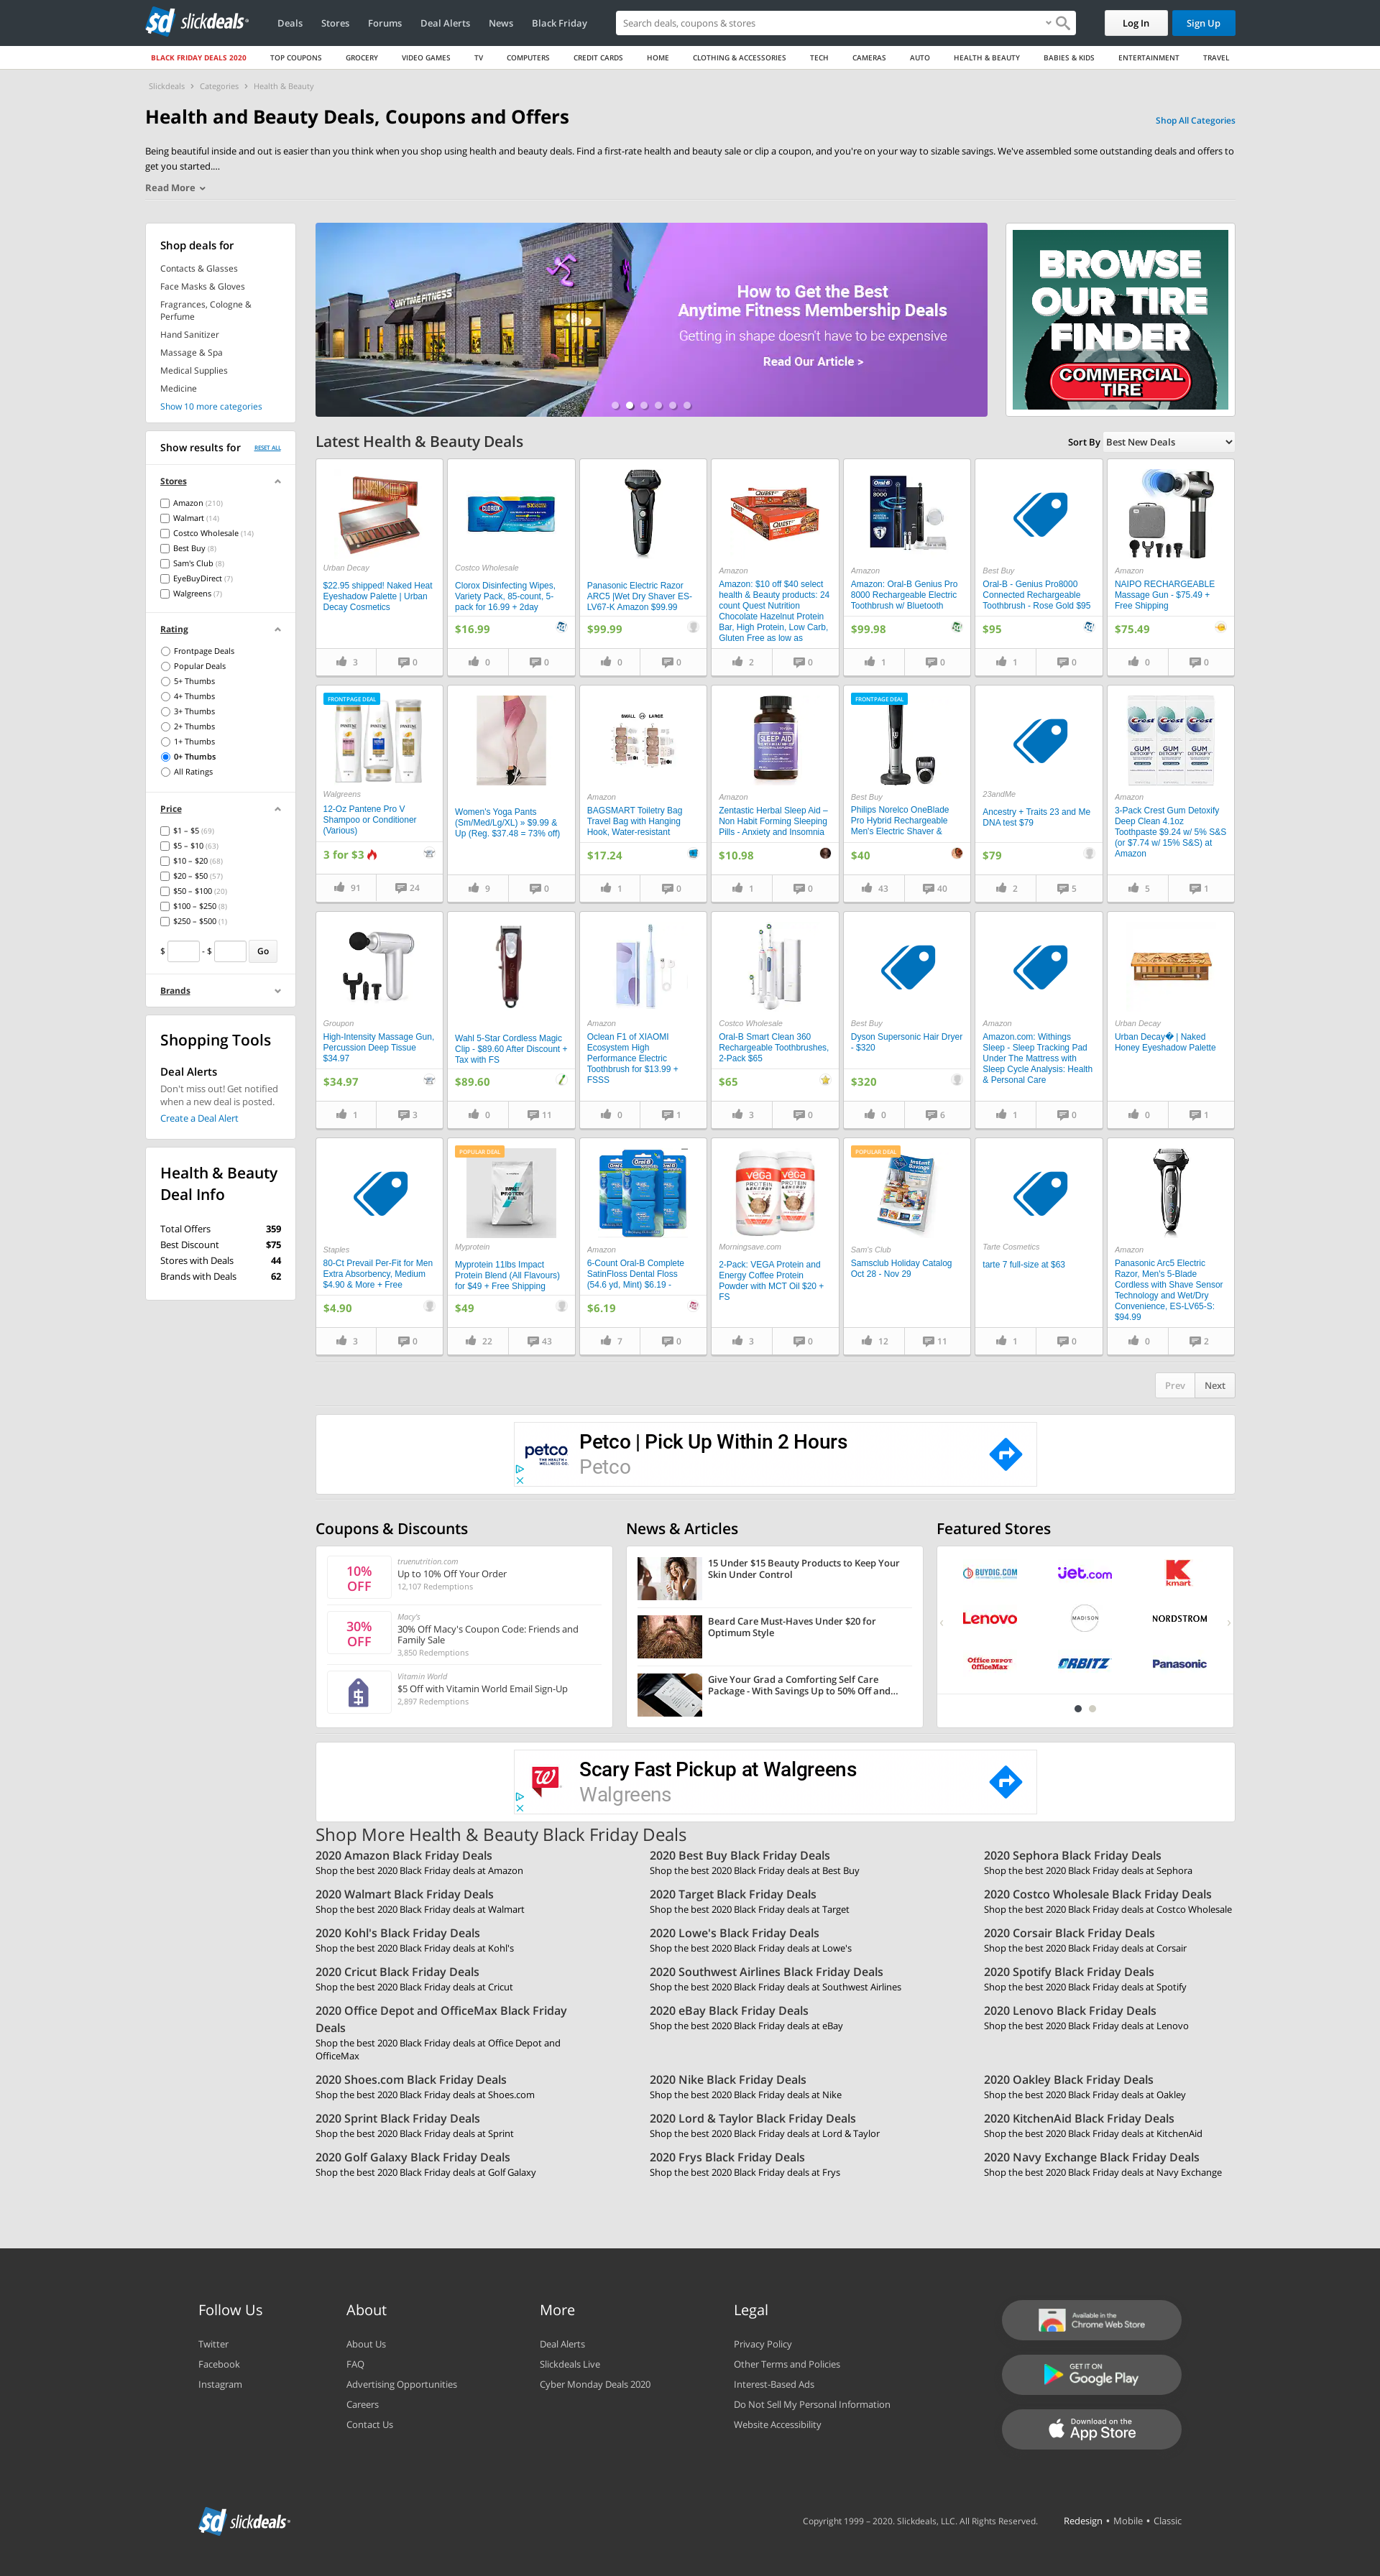 sd slickdeals
Deals Stores Forums Deal Alerts News Black Friday
Search deals, coupons & stores
Log In Sign Up
BLACK FRIDAY DEALS 2020 TOP COUPONS GROCERY VIDEO GAMES TV COMPUTERS CREDIT CARDS HOME CLOTHING & ACCESSORIES TECH CAMERAS AUTO HEALTH & BEAUTY BABIES & KIDS ENTERTAINMENT TRAVEL
Slickdeals > Categories > Health & Beauty
Health and Beauty Deals, Coupons and Offers
Shop All Categories
Being beautiful inside and out is easier than you think when you shop using health and beauty deals. Find a first-rate health and beauty sale or clip a coupon, and you're on your way to sizable savings. We've assembled some outstanding deals and offers to
get you started....
Read More
Shop deals for
Contacts & Glasses
Face Masks & Gloves
Fragrances, Cologne &
Perfume
Hand Sanitizer
Massage & Spa
Medical Supplies
Medicine
Show 10 more categories
Show results for RESET ALL
Stores
Amazon (210)
Walmart (14)
Costco Wholesale (14)
Best Buy (8)
Sam's Club (8)
EyeBuyDirect (7)
Walgreens (7)
Rating
Frontpage Deals
Popular Deals
5+ Thumbs
4+ Thumbs
3+ Thumbs
2+ Thumbs
1+ Thumbs
0+ Thumbs
All Ratings
Price
$1 – $5 (69)
$5 – $10 (63)
$10 – $20 (68)
$20 – $50 (57)
$50 – $100 (20)
$100 – $250 (8)
$250 – $500 (1)
$ - $ Go
Brands
Shopping Tools
Deal Alerts
Don't miss out! Get notified
when a new deal is posted.
Create a Deal Alert
Health & Beauty
Deal Info
Total Offers 359
Best Discount $75
Stores with Deals 44
Brands with Deals 62
ANYTIME FITNESS
How to Get the Best
Anytime Fitness Membership Deals
Getting in shape doesn't have to be expensive
Read Our Article >
BROWSE
OUR TIRE
FINDER
COMMERCIAL
TIRE
Latest Health & Beauty Deals
Sort By Best New Deals
Urban Decay
$22.95 shipped! Naked Heat
Eyeshadow Palette | Urban
Decay Cosmetics
3 0
CLOROX
Costco Wholesale
Clorox Disinfecting Wipes,
Variety Pack, 85-count, 5-
pack for 16.99 + 2day
$16.99
0 0
Panasonic Electric Razor
ARC5 |Wet Dry Shaver ES-
LV67-K Amazon $99.99
$99.99
0 0
QUEST
Amazon
Amazon: $10 off $40 select
health & Beauty products: 24
count Quest Nutrition
Chocolate Hazelnut Protein
Bar, High Protein, Low Carb,
Gluten Free as low as
2 0
Oral-B
8000
Amazon
Amazon: Oral-B Genius Pro
8000 Rechargeable Electric
Toothbrush w/ Bluetooth
$99.98
1 0
Best Buy
Oral-B - Genius Pro8000
Connected Rechargeable
Toothbrush - Rose Gold $95
$95
1 0
Amazon
NAIPO RECHARGEABLE
Massage Gun - $75.49 +
Free Shipping
$75.49
0 0
FRONTPAGE DEAL
PANTENE
Walgreens
12-Oz Pantene Pro V
Shampoo or Conditioner
(Various)
3 for $3
91 24
Women's Yoga Pants
(Sm/Med/Lg/XL) » $9.99 &
Up (Reg. $37.48 = 73% off)
9 0
SMALL VS LARGE
Amazon
BAGSMART Toiletry Bag
Travel Bag with Hanging
Hook, Water-resistant
$17.24
1 0
SLEEP AID
Amazon
Zentastic Herbal Sleep Aid –
Non Habit Forming Sleeping
Pills - Anxiety and Insomnia
$10.98
1 0
FRONTPAGE DEAL
Best Buy
Philips Norelco OneBlade
Pro Hybrid Rechargeable
Men's Electric Shaver &
$40
43 40
23andMe
Ancestry + Traits 23 and Me
DNA test $79
$79
2 5
Crest Crest Crest
GUM GUM GUM
DETOXIFY DETOXIFY DETOXIFY
Amazon
3-Pack Crest Gum Detoxify
Deep Clean 4.1oz
Toothpaste $9.24 w/ 5% S&S
(or $7.74 w/ 15% S&S) at
Amazon
5 1
Groupon
High-Intensity Massage Gun,
Percussion Deep Tissue
$34.97
$34.97
1 3
Wahl 5-Star Cordless Magic
Clip - $89.60 After Discount +
Tax with FS
$89.60
0 11
Amazon
Oclean F1 of XIAOMI
Ecosystem High
Performance Electric
Toothbrush for $13.99 +
FSSS
0 1
Costco Wholesale
Oral-B Smart Clean 360
Rechargeable Toothbrushes,
2-Pack $65
$65
3 0
Best Buy
Dyson Supersonic Hair Dryer
- $320
$320
0 6
Amazon
Amazon.com: Withings
Sleep - Sleep Tracking Pad
Under The Mattress with
Sleep Cycle Analysis: Health
& Personal Care
1 0
Urban Decay
Urban Decay� | Naked
Honey Eyeshadow Palette
0 1
Staples
80-Ct Prevail Per-Fit for Men
Extra Absorbency, Medium
$4.90 & More + Free
$4.90
3 0
POPULAR DEAL
Myprotein
Myprotein 11lbs Impact
Protein Blend (All Flavours)
for $49 + Free Shipping
$49
22 43
Oral-B
Amazon
6-Count Oral-B Complete
SatinFloss Dental Floss
(54.6 yd, Mint) $6.19 -
$6.19
7 0
vega vega
PROTEIN
Morningsave.com
2-Pack: VEGA Protein and
Energy Coffee Protein
Powder with MCT Oil $20 +
FS
3 0
POPULAR DEAL
Instant
Savings
Sam's Club
Samsclub Holiday Catalog
Oct 28 - Nov 29
12 11
Tarte Cosmetics
tarte 7 full-size at $63
1 0
Amazon
Panasonic Arc5 Electric
Razor, Men's 5-Blade
Cordless with Shave Sensor
Technology and Wet/Dry
Convenience, ES-LV65-S:
$94.99
0 2
Prev Next
petco
THE HEALTH +
WELLNESS CO.
Petco | Pick Up Within 2 Hours
Petco
Coupons & Discounts
10%
OFF
truenutrition.com
Up to 10% Off Your Order
12,107 Redemptions
30%
OFF
Macy's
30% Off Macy's Coupon Code: Friends and
Family Sale
3,850 Redemptions
Vitamin World
$5 Off with Vitamin World Email Sign-Up
2,897 Redemptions
News & Articles
15 Under $15 Beauty Products to Keep Your
Skin Under Control
Beard Care Must-Haves Under $20 for
Optimum Style
Give Your Grad a Comforting Self Care
Package - With Savings Up to 50% Off and...
Featured Stores
BUYDIG.COM jet.com kmart
Lenovo MADISON NORDSTROM
Office DEPOT
OfficeMax ORBITZ Panasonic
Scary Fast Pickup at Walgreens
Walgreens
Shop More Health & Beauty Black Friday Deals
2020 Amazon Black Friday Deals
Shop the best 2020 Black Friday deals at Amazon
2020 Best Buy Black Friday Deals
Shop the best 2020 Black Friday deals at Best Buy
2020 Sephora Black Friday Deals
Shop the best 2020 Black Friday deals at Sephora
2020 Walmart Black Friday Deals
Shop the best 2020 Black Friday deals at Walmart
2020 Target Black Friday Deals
Shop the best 2020 Black Friday deals at Target
2020 Costco Wholesale Black Friday Deals
Shop the best 2020 Black Friday deals at Costco Wholesale
2020 Kohl's Black Friday Deals
Shop the best 2020 Black Friday deals at Kohl's
2020 Lowe's Black Friday Deals
Shop the best 2020 Black Friday deals at Lowe's
2020 Corsair Black Friday Deals
Shop the best 2020 Black Friday deals at Corsair
2020 Cricut Black Friday Deals
Shop the best 2020 Black Friday deals at Cricut
2020 Southwest Airlines Black Friday Deals
Shop the best 2020 Black Friday deals at Southwest Airlines
2020 Spotify Black Friday Deals
Shop the best 2020 Black Friday deals at Spotify
2020 Office Depot and OfficeMax Black Friday
Deals
Shop the best 2020 Black Friday deals at Office Depot and
OfficeMax
2020 eBay Black Friday Deals
Shop the best 2020 Black Friday deals at eBay
2020 Lenovo Black Friday Deals
Shop the best 2020 Black Friday deals at Lenovo
2020 Shoes.com Black Friday Deals
Shop the best 2020 Black Friday deals at Shoes.com
2020 Nike Black Friday Deals
Shop the best 2020 Black Friday deals at Nike
2020 Oakley Black Friday Deals
Shop the best 2020 Black Friday deals at Oakley
2020 Sprint Black Friday Deals
Shop the best 2020 Black Friday deals at Sprint
2020 Lord & Taylor Black Friday Deals
Shop the best 2020 Black Friday deals at Lord & Taylor
2020 KitchenAid Black Friday Deals
Shop the best 2020 Black Friday deals at KitchenAid
2020 Golf Galaxy Black Friday Deals
Shop the best 2020 Black Friday deals at Golf Galaxy
2020 Frys Black Friday Deals
Shop the best 2020 Black Friday deals at Frys
2020 Navy Exchange Black Friday Deals
Shop the best 2020 Black Friday deals at Navy Exchange
Follow Us
Twitter
Facebook
Instagram
About
About Us
FAQ
Advertising Opportunities
Careers
Contact Us
More
Deal Alerts
Slickdeals Live
Cyber Monday Deals 2020
Legal
Privacy Policy
Other Terms and Policies
Interest-Based Ads
Do Not Sell My Personal Information
Website Accessibility
Available in the
Chrome Web Store
GET IT ON
Google Play
Download on the
App Store
sd slickdeals
Copyright 1999 – 2020. Slickdeals, LLC. All Rights Reserved.
Redesign • Mobile • Classic